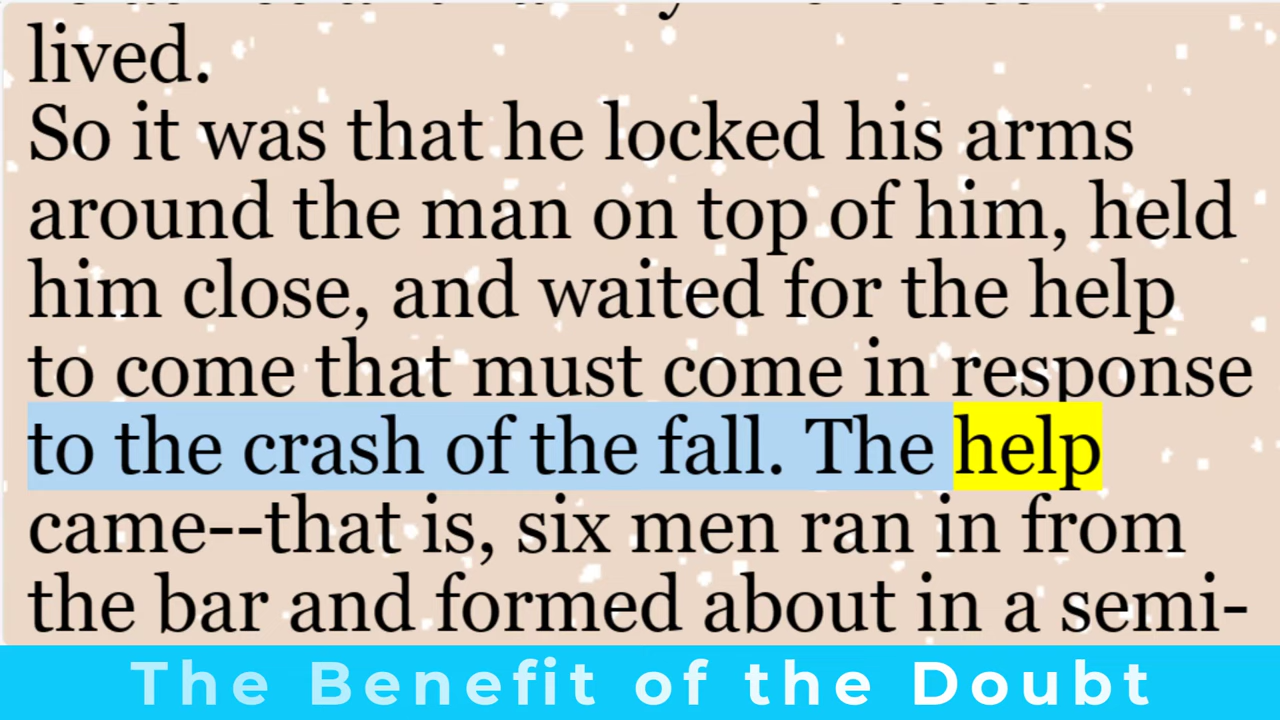 lived.
So it was that he locked his arms
around the man on top of him, held
him close, and waited for the help
to come that must come in response
to the crash of the fall. The help
came--that is, six men ran in from
the bar and formed about in a semi-
The Benefit of the Doubt